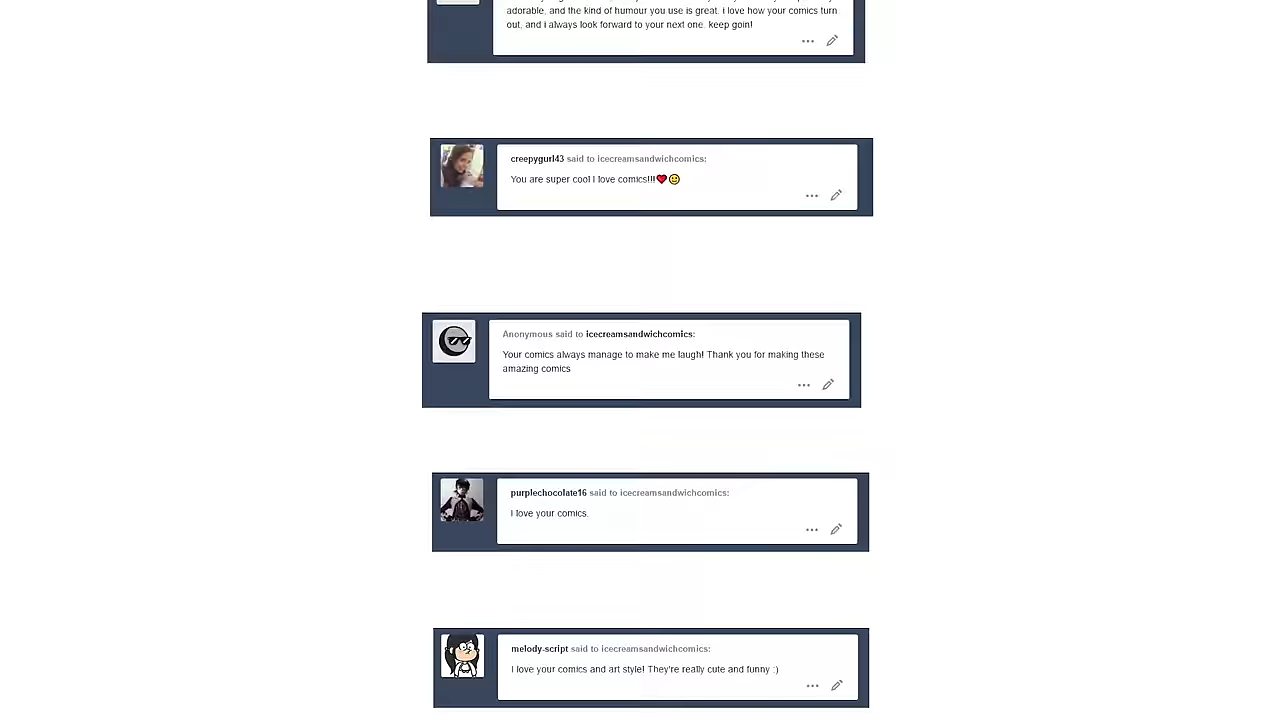 adorable, and the kind of humour you use is great. i love how your comics turn
out, and i always look forward to your next one. keep goin!
creepygurl43 said to icecreamsandwichcomics:
You are super cool I love comics!!!❤️🙂
Anonymous said to icecreamsandwichcomics:
Your comics always manage to make me laugh! Thank you for making these
amazing comics
purplechocolate16 said to icecreamsandwichcomics:
I love your comics.
melody-script said to icecreamsandwichcomics:
I love your comics and art style! They're really cute and funny :)